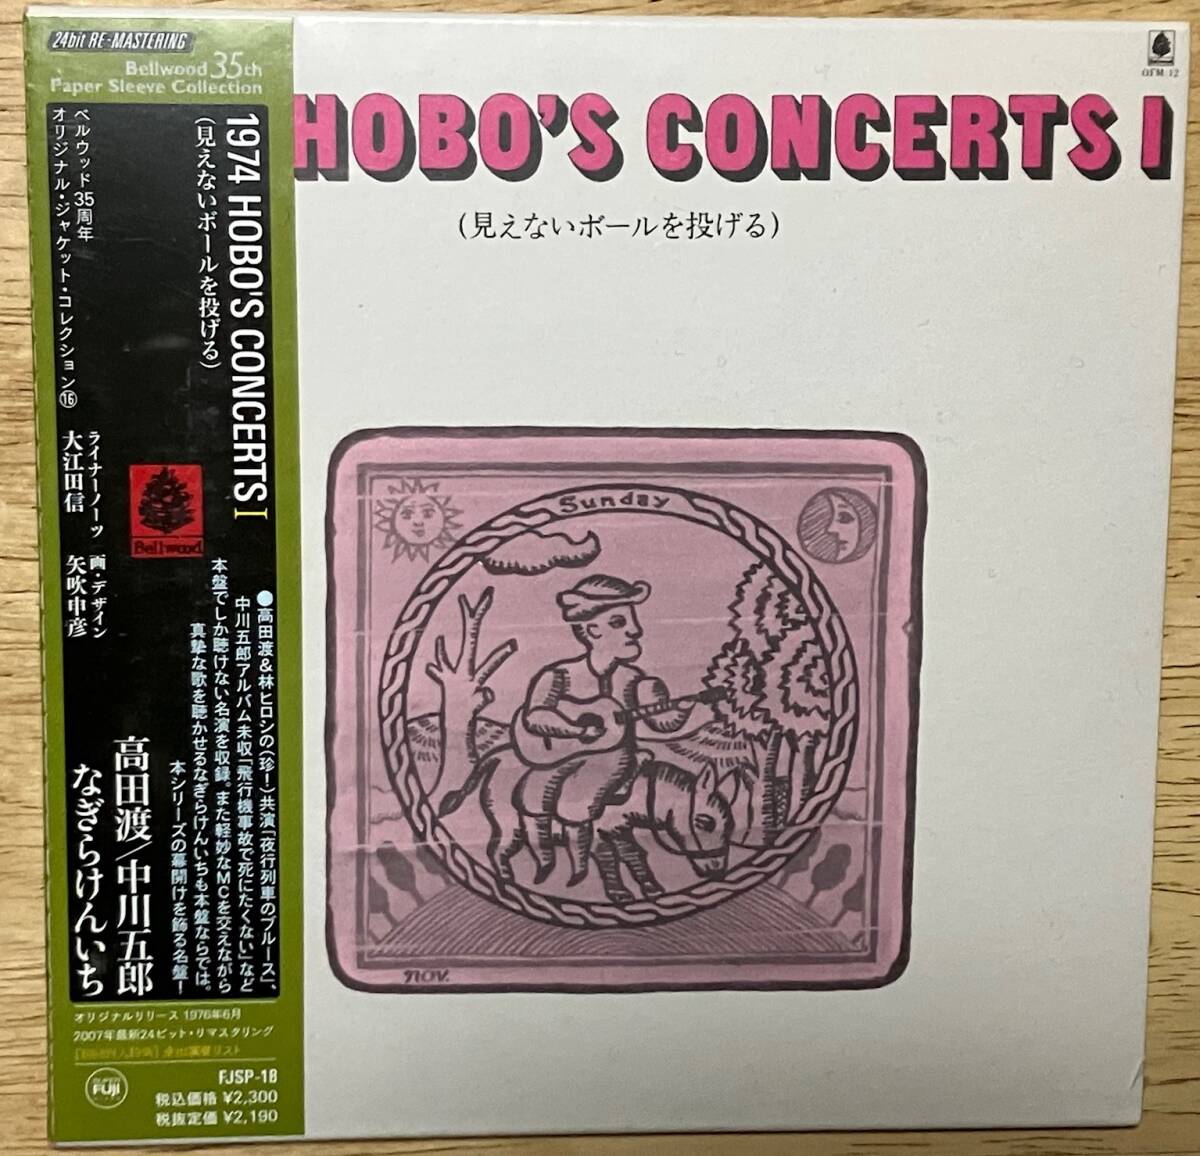 24bit RE-MASTERING
Bellwood 35th
Paper Sleeve Collection
1974 HOBO'S CONCERTS I
(見えないボールを投げる)
ベルウッド35周年
オリジナル・ジャケット・コレクション⑯
ライナーノーツ
大江田信
画・デザイン
矢吹申彦
Bellwood
●高田渡&林ヒロシの(珍!)共演「夜行列車のブルース」、
中川五郎アルバム未収「飛行機事故で死にたくない」など
本盤でしか聴けない名演を収録。また軽妙なMCを交えながら
真摯な歌を聴かせるなぎらけんいちも本盤ならでは。
本シリーズの幕開けを飾る名盤!
高田渡/中川五郎
なぎらけんいち
オリジナルリリース 1976年6月
2007年最新24ビット・リマスタリング
FUJI
FJSP-18
税込価格 ¥2,300
税抜定価 ¥2,190
OFM-12
HOBO'S CONCERTS I
(見えないボールを投げる)
Sunday
nov.